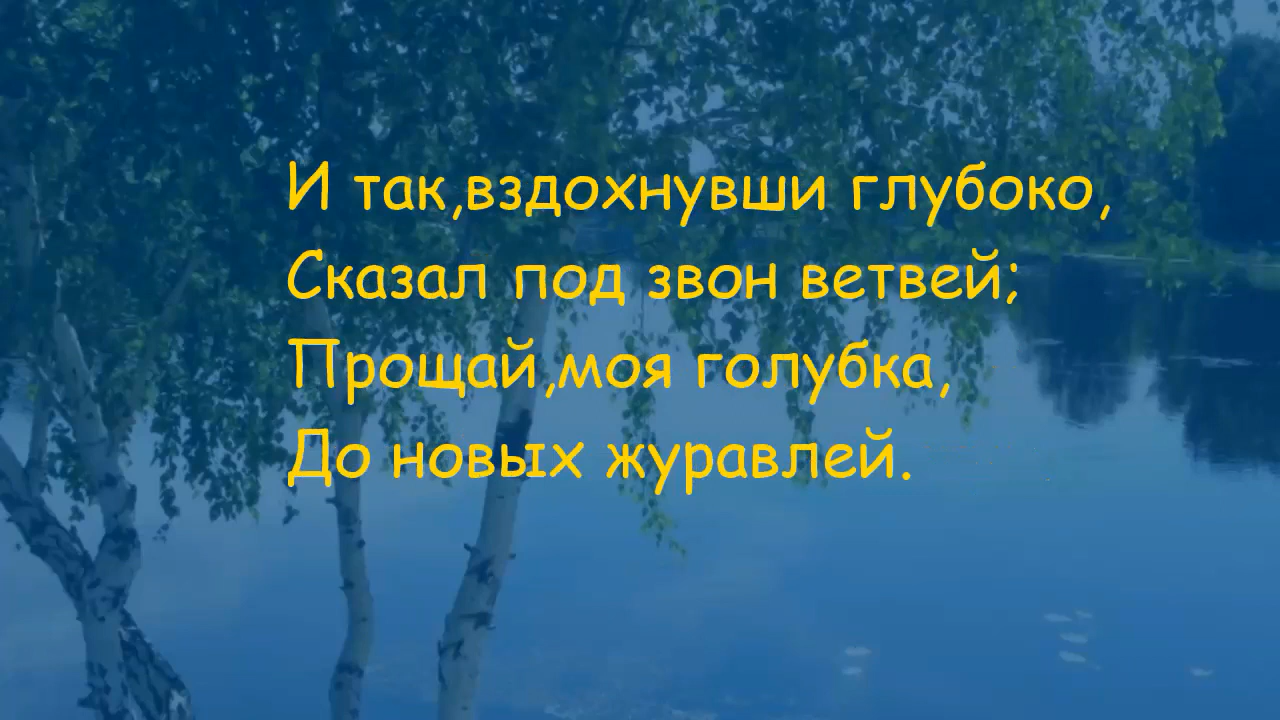 И так,вздохнувши глубоко,
Сказал под звон ветвей;
Прощай,моя голубка,
До новых журавлей.